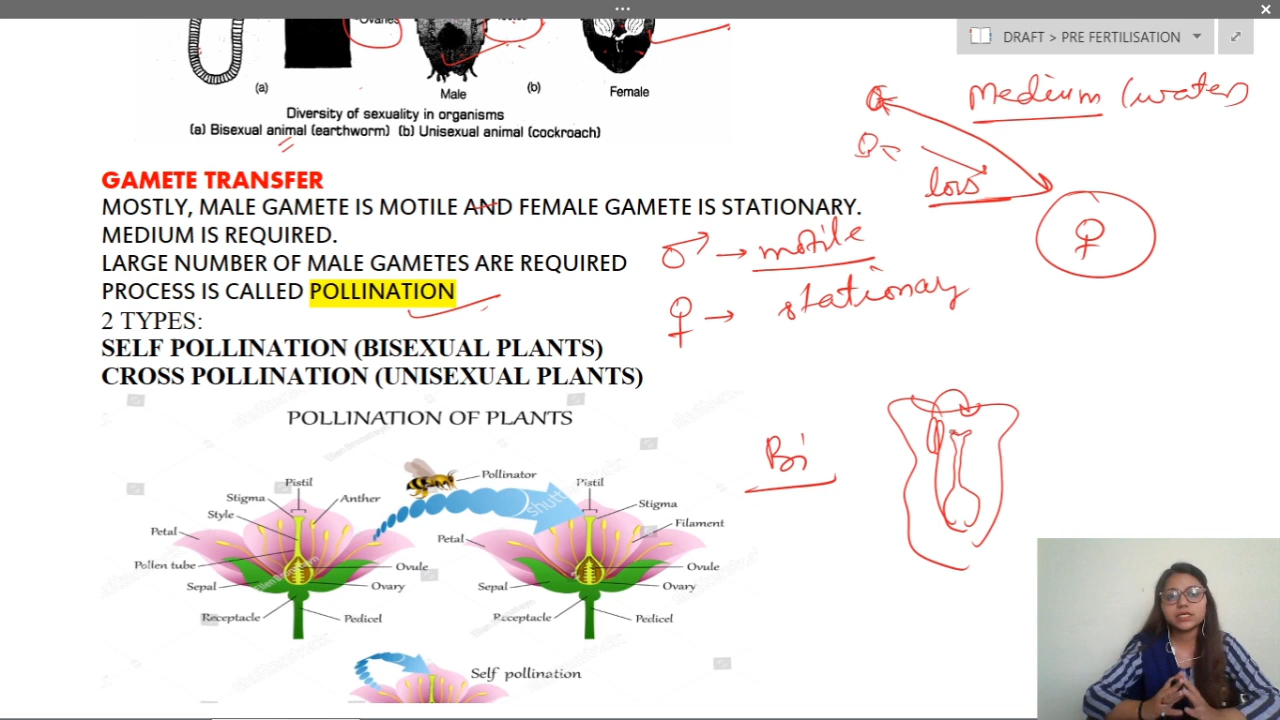 Ovaries
DRAFT > PRE FERTILISATION
(a)
Male
(b)
Female
Diversity of sexuality in organisms
(a) Bisexual animal (earthworm) (b) Unisexual animal (cockroach)
Medium (water)
loss
GAMETE TRANSFER
MOSTLY, MALE GAMETE IS MOTILE AND FEMALE GAMETE IS STATIONARY.
MEDIUM IS REQUIRED.
LARGE NUMBER OF MALE GAMETES ARE REQUIRED
PROCESS IS CALLED POLLINATION
2 TYPES:
SELF POLLINATION (BISEXUAL PLANTS)
CROSS POLLINATION (UNISEXUAL PLANTS)
♂ → motile
♀ → stationary
♀
Bi
POLLINATION OF PLANTS
Pistil
Stigma
Anther
Style
Petal
Pollen tube
Sepal
Receptacle
Ovule
Ovary
Pedicel
Pollinator
shutt
Pistil
Stigma
Filament
Petal
Ovule
Sepal
Ovary
Receptacle
Pedicel
Self pollination